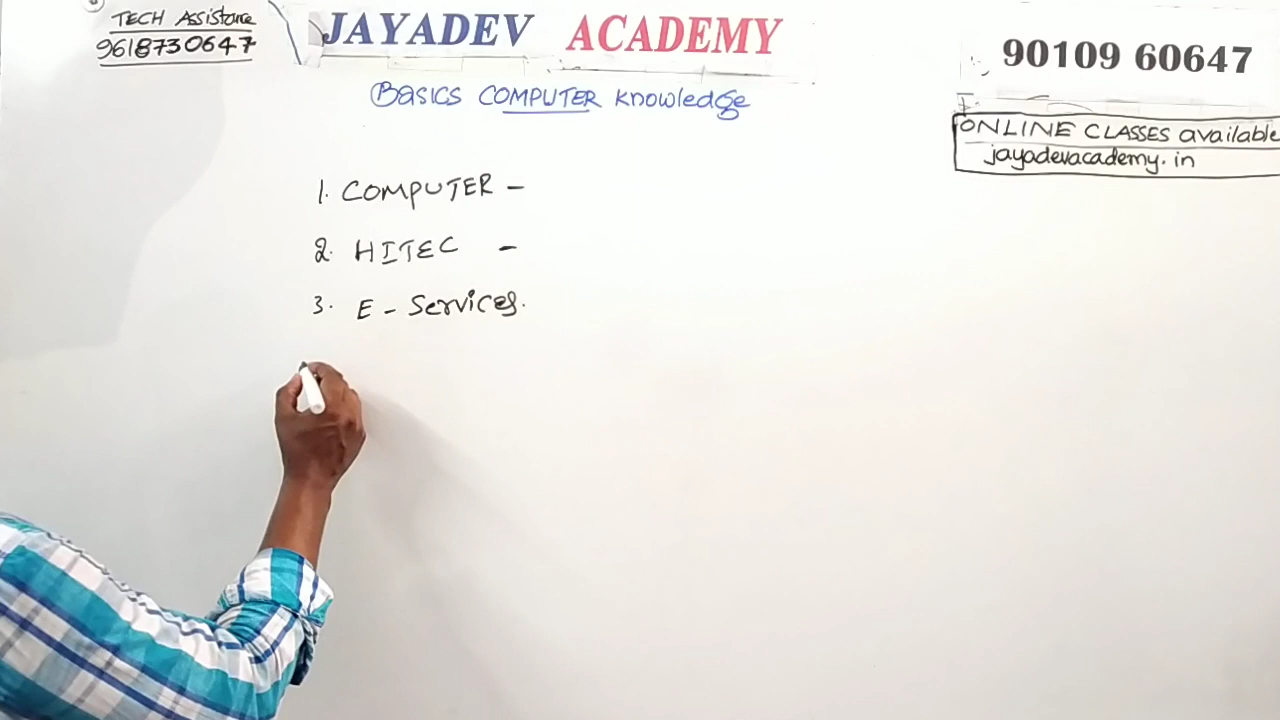 TECH Assistance
9618730647
JAYADEV ACADEMY
90109 60647
Basics COMPUTER knowledge
ONLINE CLASSES available
jayadevacademy.in
1. COMPUTER -
2. HITEC -
3. E - Services.